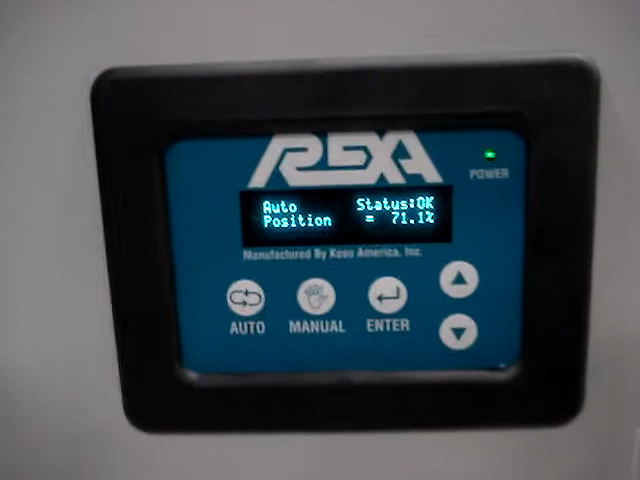 REXA
POWER
Auto Status:OK
Position = 71.1%
Manufactured By Koso America, Inc.
AUTO MANUAL ENTER